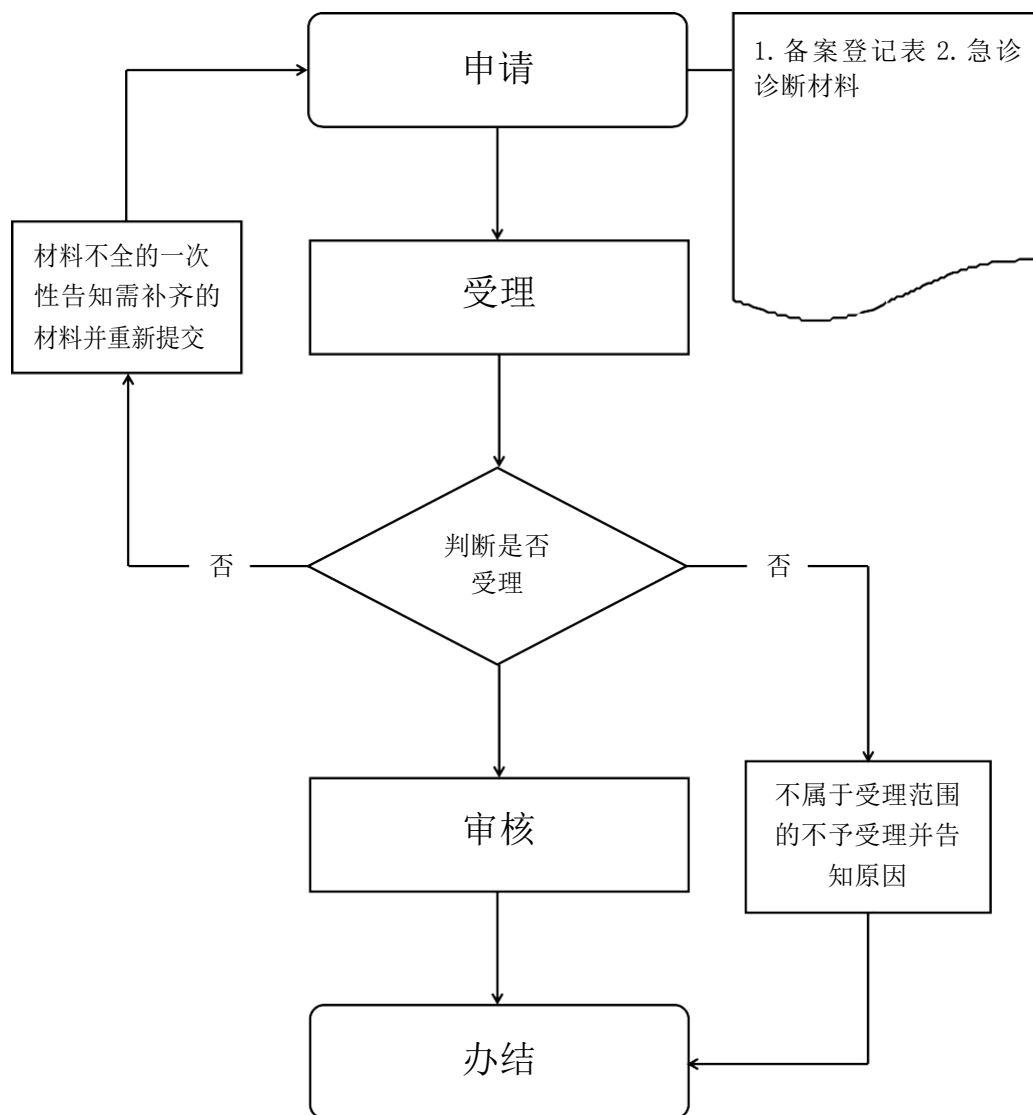 申请
1. 备案登记表 2. 急诊
诊断材料
材料不全的一次
性告知需补齐的
材料并重新提交
受理
判断是否
受理
否
否
审核
不属于受理范围
的不予受理并告
知原因
办结